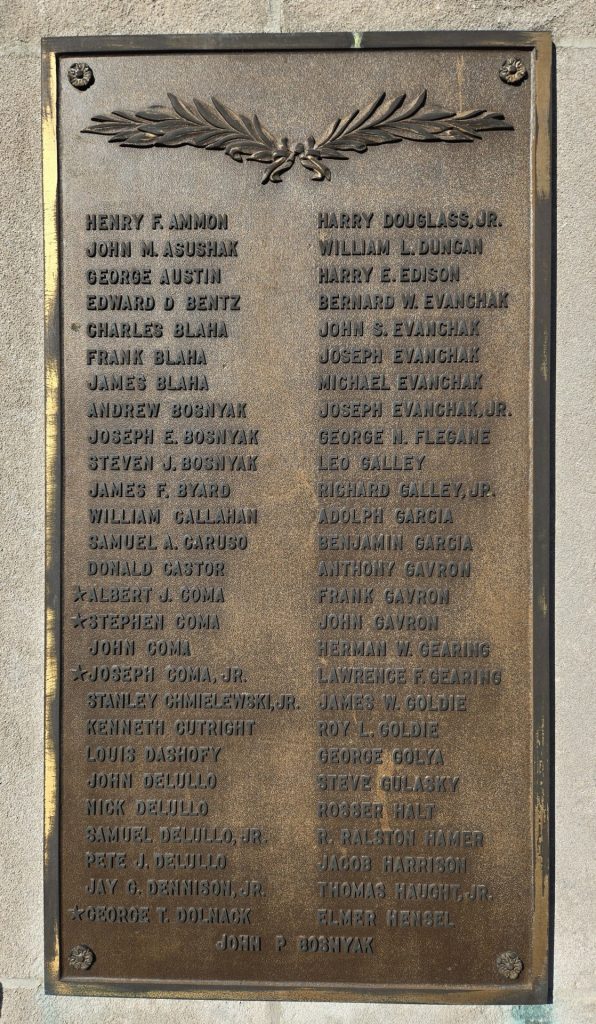 HENRY F. AMMON
JOHN M. ASUSHAK
GEORGE AUSTIN
EDWARD D BENTZ
CHARLES BLAHA
FRANK BLAHA
JAMES BLAHA
ANDREW BOSNYAK
JOSEPH E. BOSNYAK
STEVEN J. BOSNYAK
JAMES F. BYARD
WILLIAM CALLAHAN
SAMUEL A. CARUSO
DONALD CASTOR
☆ALBERT J. COMA
☆STEPHEN COMA
JOHN COMA
☆JOSEPH COMA, JR.
STANLEY CHMIELEWSKI, JR.
KENNETH CUTRIGHT
LOUIS DASHOFY
JOHN DELULLO
NICK DELULLO
SAMUEL DELULLO, JR.
PETE J. DELULLO
JAY G. DENNISON, JR.
☆GEORGE T. DOLNACK
HARRY DOUGLASS, JR.
WILLIAM L. DUNCAN
HARRY E. EDISON
BERNARD W. EVANCHAK
JOHN S. EVANCHAK
JOSEPH EVANCHAK
MICHAEL EVANCHAK
JOSEPH EVANCHAK, JR.
GEORGE N. FLEGANE
LEO GALLEY
RICHARD GALLEY, JR.
ADOLPH GARCIA
BENJAMIN GARCIA
ANTHONY GAVRON
FRANK GAVRON
JOHN GAVRON
HERMAN W. GEARING
LAWRENCE F. GEARING
JAMES W. GOLDIE
ROY L. GOLDIE
GEORGE GOLYA
STEVE GULASKY
ROSSER HALT
R. RALSTON HAMER
JACOB HARRISON
THOMAS HAUGHT, JR.
ELMER HENSEL
JOHN P BOSNYAK